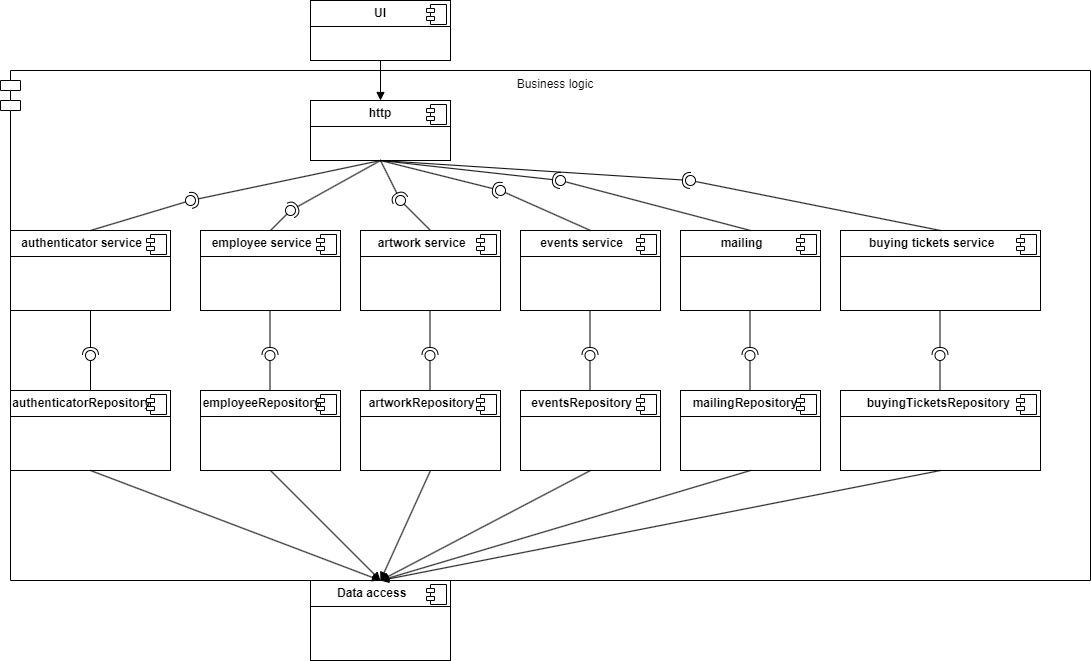 UI
Business logic
http
authenticator service
employee service
artwork service
events service
mailing
buying tickets service
authenticatorRepository
employeeRepository
artworkRepository
eventsRepository
mailingRepository
buyingTicketsRepository
Data access